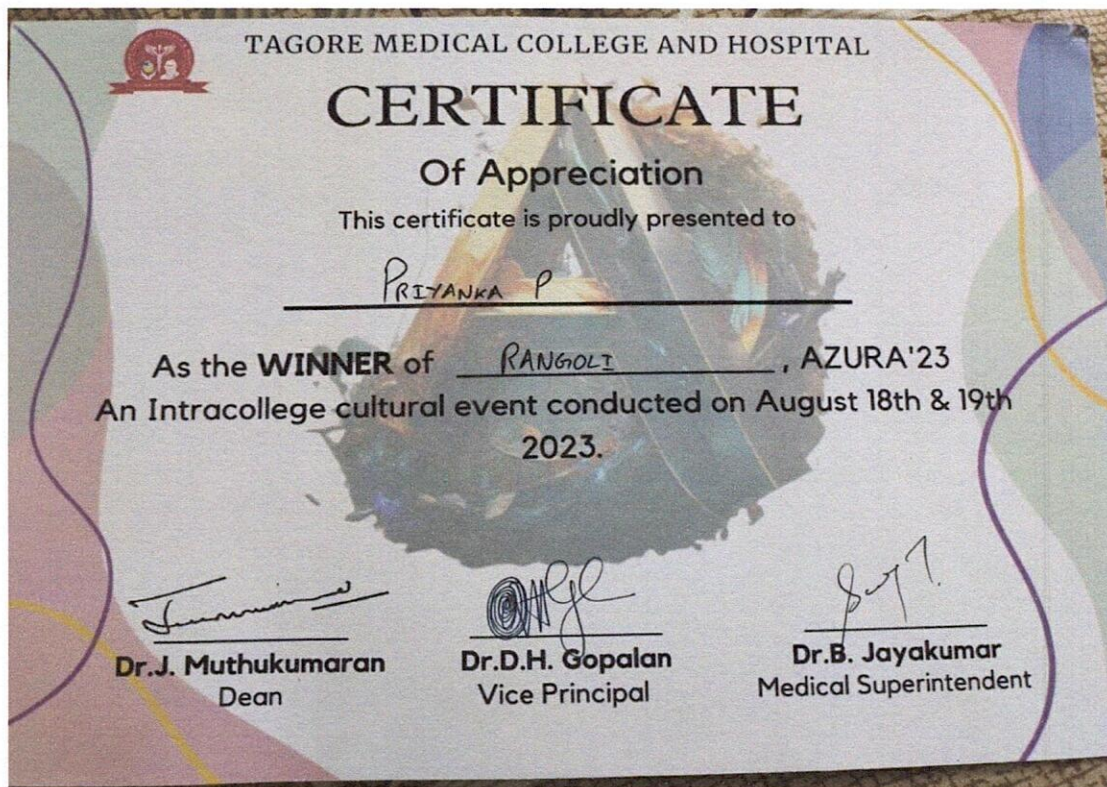 TAGORE MEDICAL COLLEGE AND HOSPITAL
CERTIFICATE
Of Appreciation
This certificate is proudly presented to
PRIYANKA P
As the WINNER of RANGOLI, AZURA'23
An Intracollege cultural event conducted on August 18th & 19th
2023.
Dr.J. Muthukumaran
Dean
Dr.D.H. Gopalan
Vice Principal
Dr.B. Jayakumar
Medical Superintendent